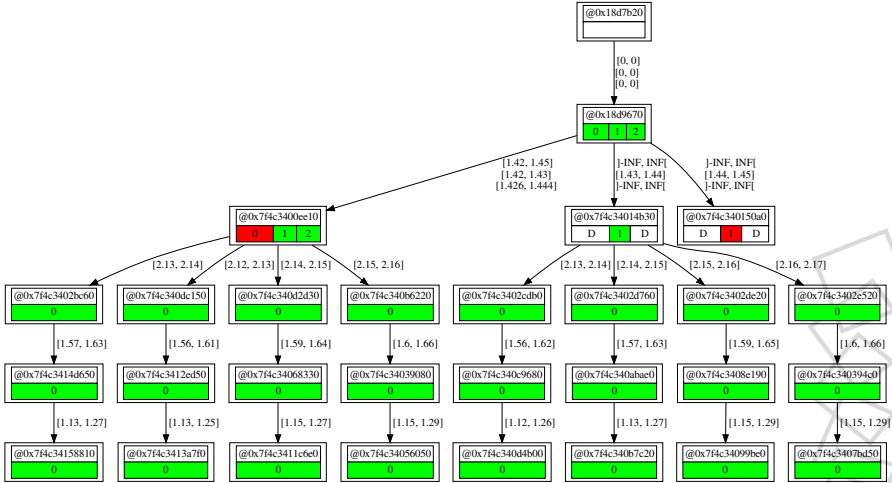 @0x18d7b20
[0, 0]
[0, 0]
[0, 0]
@0x18d9670
0 1 2
[1.42, 1.45]
[1.42, 1.43]
[1.426, 1.444]
]-INF, INF[
[1.43, 1.44]
]-INF, INF[
]-INF, INF[
[1.44, 1.45]
]-INF, INF[
@0x7f4c3400ee10
0 1 2
@0x7f4c34014b30
D 1 D
@0x7f4c340150a0
D 1 D
[2.13, 2.14] [2.12, 2.13] [2.14, 2.15] [2.15, 2.16] [2.13, 2.14] [2.14, 2.15] [2.15, 2.16] [2.16, 2.17]
@0x7f4c3402bc60 @0x7f4c340dc150 @0x7f4c340d2d30 @0x7f4c340b6220 @0x7f4c3402cdb0 @0x7f4c3402d760 @0x7f4c3402de20 @0x7f4c3402e520
0 0 0 0 0 0 0 0
[1.57, 1.63] [1.56, 1.61] [1.59, 1.64] [1.6, 1.66] [1.56, 1.62] [1.57, 1.63] [1.59, 1.65] [1.6, 1.66]
@0x7f4c3414d650 @0x7f4c3412ed50 @0x7f4c34068330 @0x7f4c34039080 @0x7f4c340c9680 @0x7f4c340abae0 @0x7f4c3408e190 @0x7f4c340394c0
0 0 0 0 0 0 0 0
[1.13, 1.27] [1.13, 1.25] [1.15, 1.27] [1.15, 1.29] [1.12, 1.26] [1.13, 1.27] [1.15, 1.29] [1.15, 1.29]
@0x7f4c34158810 @0x7f4c3413a7f0 @0x7f4c3411c6e0 @0x7f4c34056050 @0x7f4c340d4b00 @0x7f4c340b7c20 @0x7f4c34099be0 @0x7f4c3407bd50
0 0 0 0 0 0 0 0